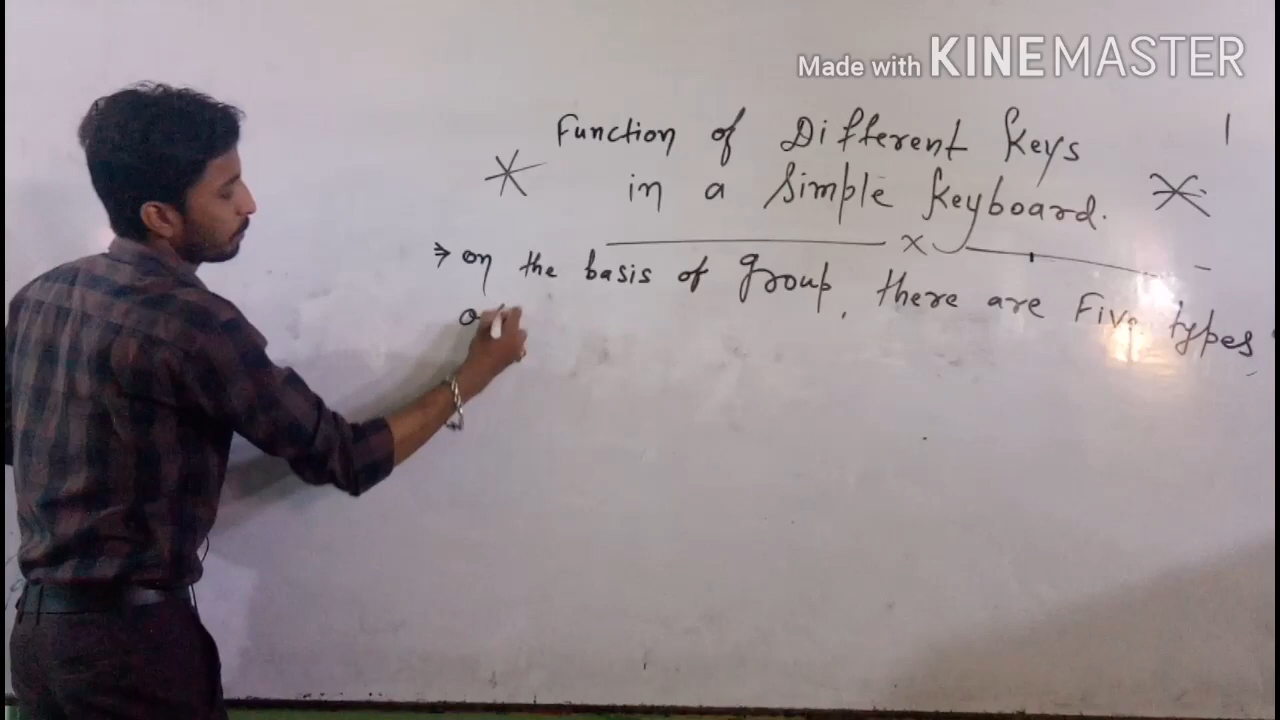 Made with KINEMASTER
Function of Different Keys
in a Simple Keyboard.
⇒ on the basis of Group, there are Five types